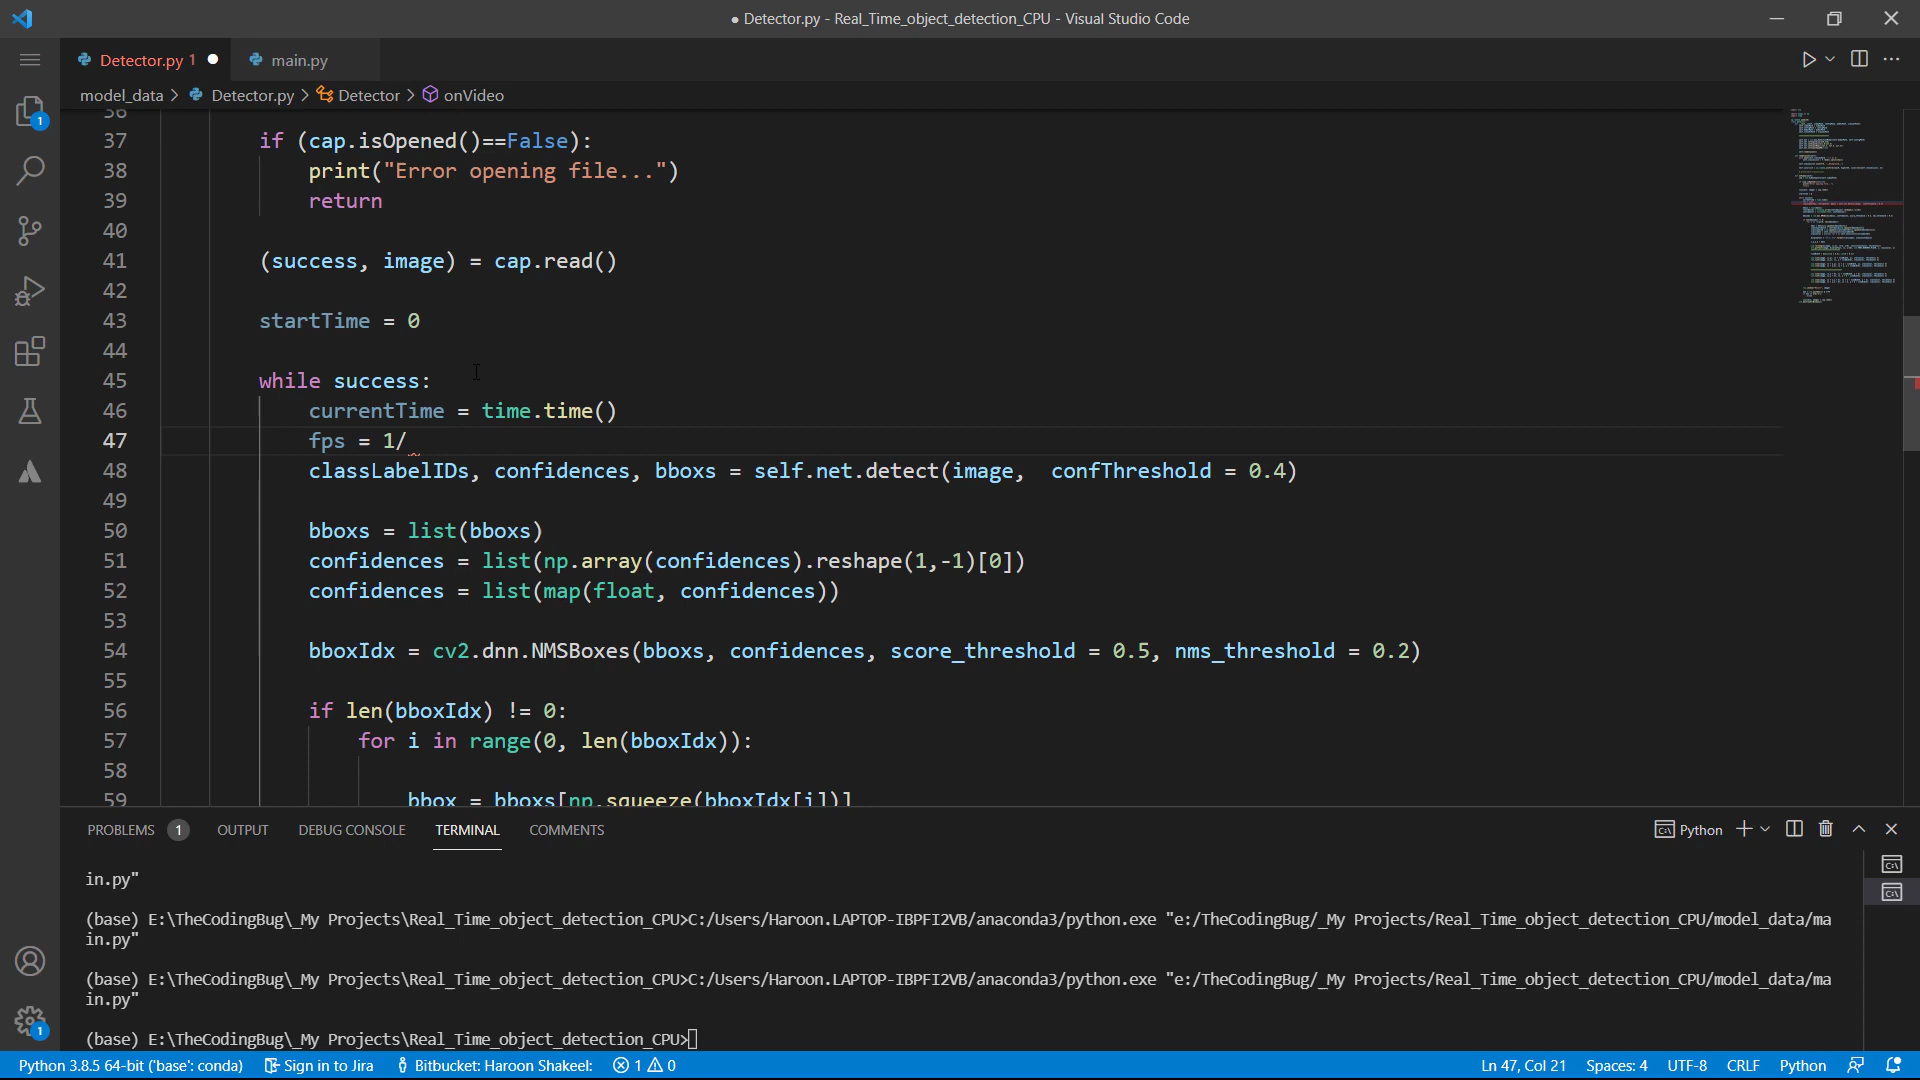 ● Detector.py - Real_Time_object_detection_CPU - Visual Studio Code
Detector.py 1 ●
main.py
model_data > Detector.py > Detector > onVideo
36
37 if (cap.isOpened()==False):
38 print("Error opening file...")
39 return
40
41 (success, image) = cap.read()
42
43 startTime = 0
44
45 while success:
46 currentTime = time.time()
47 fps = 1/
48 classLabelIDs, confidences, bboxs = self.net.detect(image,  confThreshold = 0.4)
49
50 bboxs = list(bboxs)
51 confidences = list(np.array(confidences).reshape(1,-1)[0])
52 confidences = list(map(float, confidences))
53
54 bboxIdx = cv2.dnn.NMSBoxes(bboxs, confidences, score_threshold = 0.5, nms_threshold = 0.2)
55
56 if len(bboxIdx) != 0:
57 for i in range(0, len(bboxIdx)):
58
59 bbox = bboxs[np.squeeze(bboxIdx[i])]
PROBLEMS 1 OUTPUT DEBUG CONSOLE TERMINAL COMMENTS
Python
in.py"
(base) E:\TheCodingBug\_My Projects\Real_Time_object_detection_CPU>C:/Users/Haroon.LAPTOP-IBPFI2VB/anaconda3/python.exe "e:/TheCodingBug/_My Projects/Real_Time_object_detection_CPU/model_data/ma
in.py"
(base) E:\TheCodingBug\_My Projects\Real_Time_object_detection_CPU>C:/Users/Haroon.LAPTOP-IBPFI2VB/anaconda3/python.exe "e:/TheCodingBug/_My Projects/Real_Time_object_detection_CPU/model_data/ma
in.py"
(base) E:\TheCodingBug\_My Projects\Real_Time_object_detection_CPU>
1
1
Python 3.8.5 64-bit ('base': conda) Sign in to Jira Bitbucket: Haroon Shakeel: 1 0 Ln 47, Col 21 Spaces: 4 UTF-8 CRLF Python